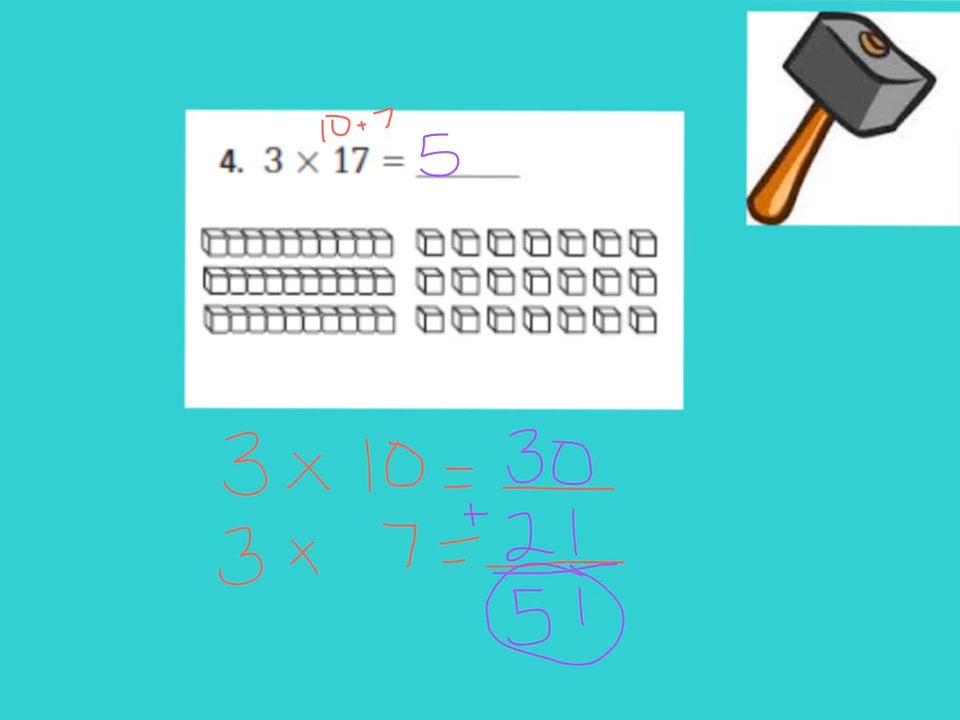 10 + 7
4. 3 × 17 = 5
3 × 10 = 30
3 × 7 = + 21
51